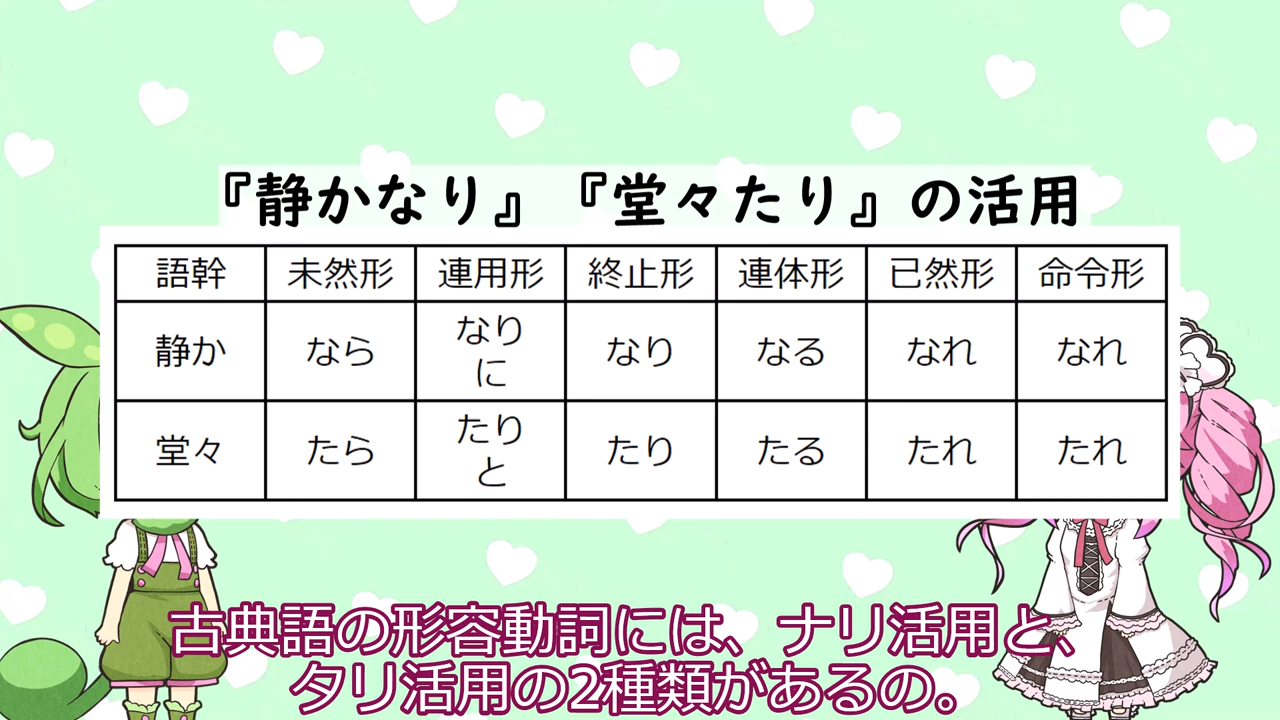 『静かなり』『堂々たり』の活用
語幹 未然形 連用形 終止形 連体形 已然形 命令形
静か なら なり に なり なる なれ なれ
堂々 たら たり と たり たる たれ たれ
古典語の形容動詞には、ナリ活用と、
タリ活用の2種類があるの。